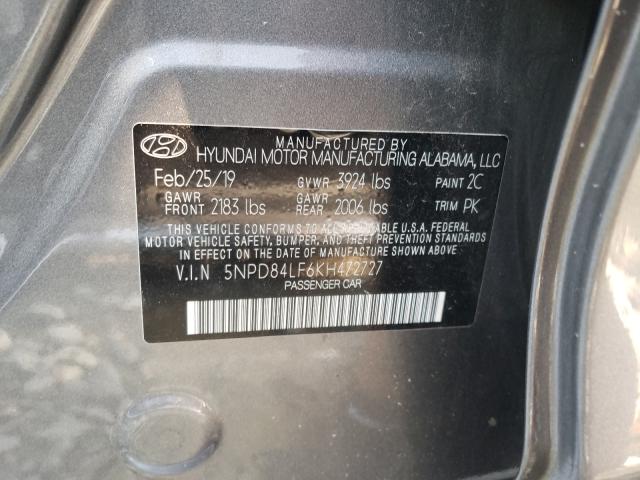 MANUFACTURED BY
HYUNDAI MOTOR MANUFACTURING ALABAMA, LLC
Feb/25/19 GVWR 3924 lbs PAINT 2C
GAWR FRONT 2183 lbs GAWR REAR 2006 lbs TRIM PK
THIS VEHICLE CONFORMS TO ALL APPLICABLE U.S.A. FEDERAL
MOTOR VEHICLE SAFETY, BUMPER, AND THEFT PREVENTION STANDARDS
IN EFFECT ON THE DATE OF MANUFACTURE SHOWN ABOVE.
V.I.N 5NPD84LF6KH472727
PASSENGER CAR